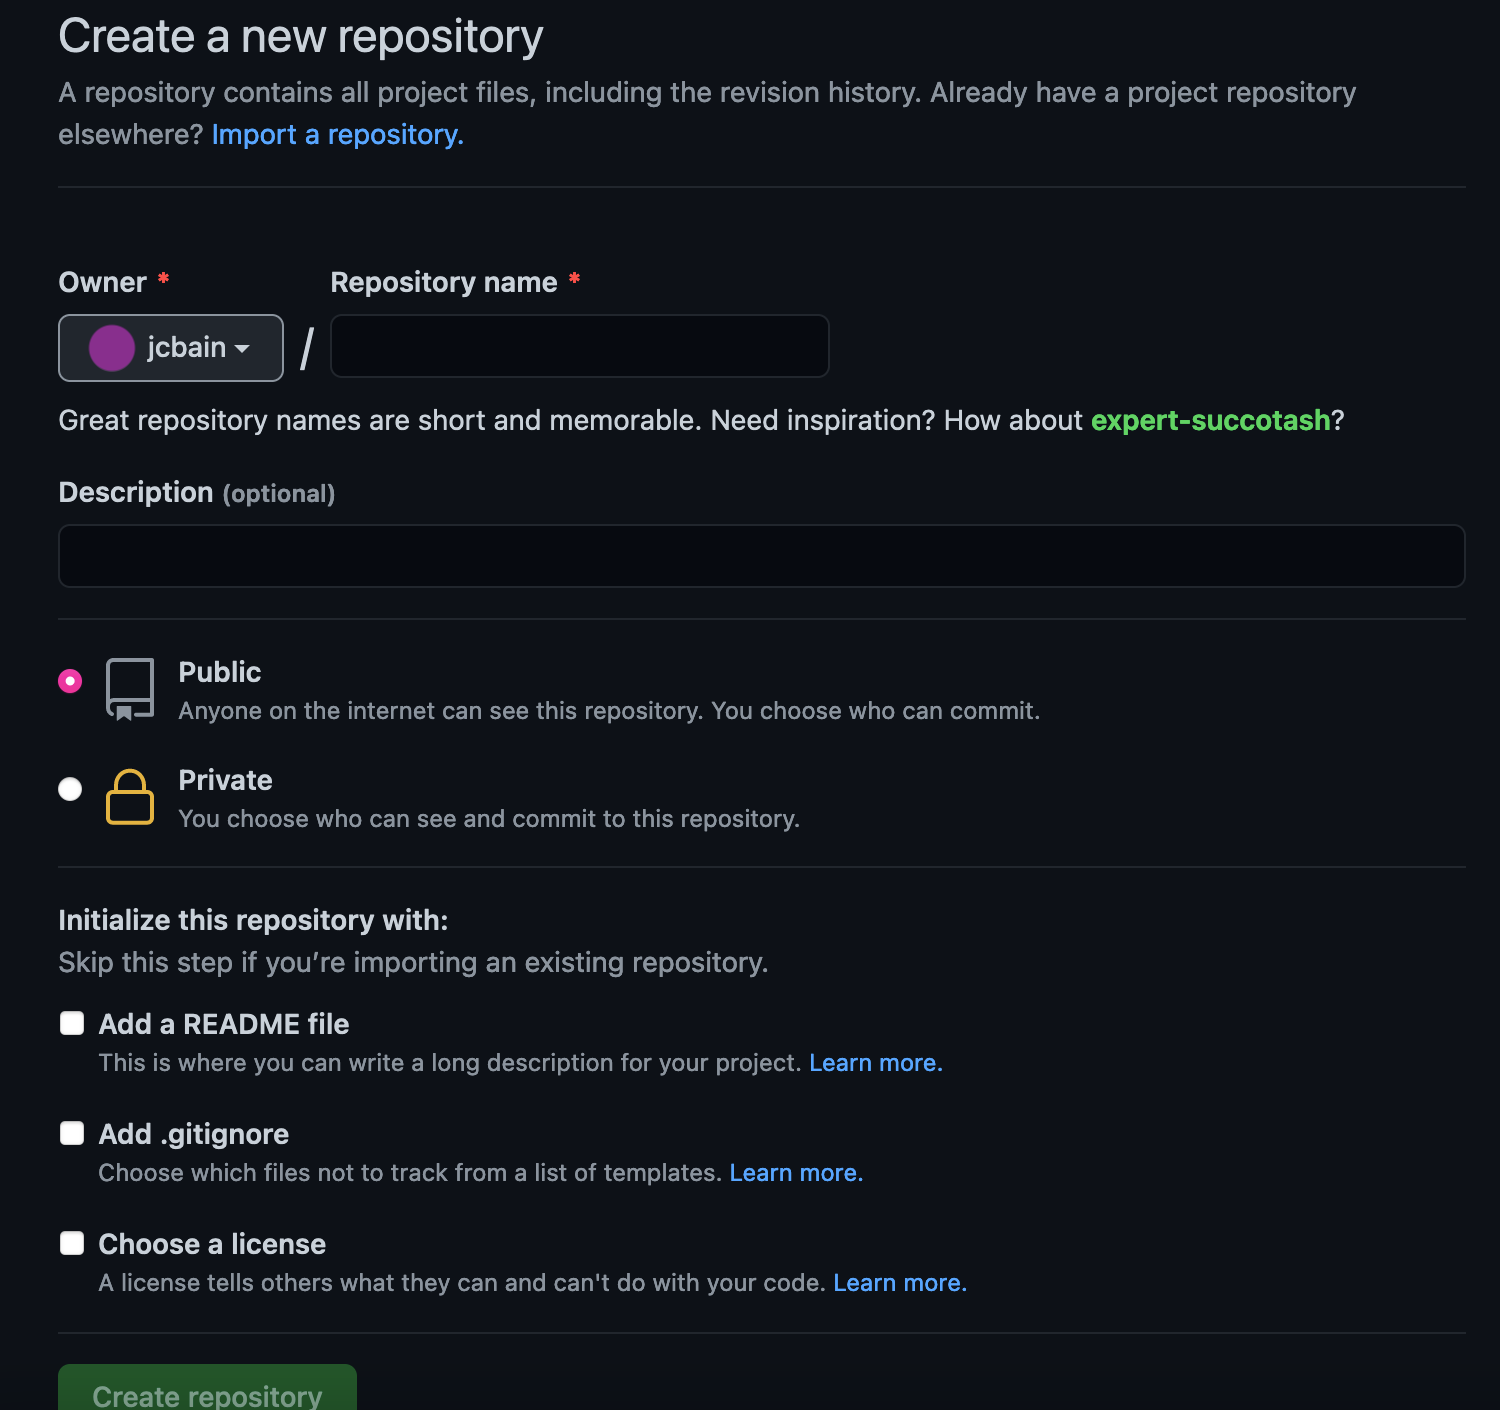 Create a new repository
A repository contains all project files, including the revision history. Already have a project repository
elsewhere? Import a repository.
Owner *
Repository name *
jcbain
/
Great repository names are short and memorable. Need inspiration? How about expert-succotash?
Description (optional)
Public
Anyone on the internet can see this repository. You choose who can commit.
Private
You choose who can see and commit to this repository.
Initialize this repository with:
Skip this step if you’re importing an existing repository.
Add a README file
This is where you can write a long description for your project. Learn more.
Add .gitignore
Choose which files not to track from a list of templates. Learn more.
Choose a license
A license tells others what they can and can't do with your code. Learn more.
Create repository